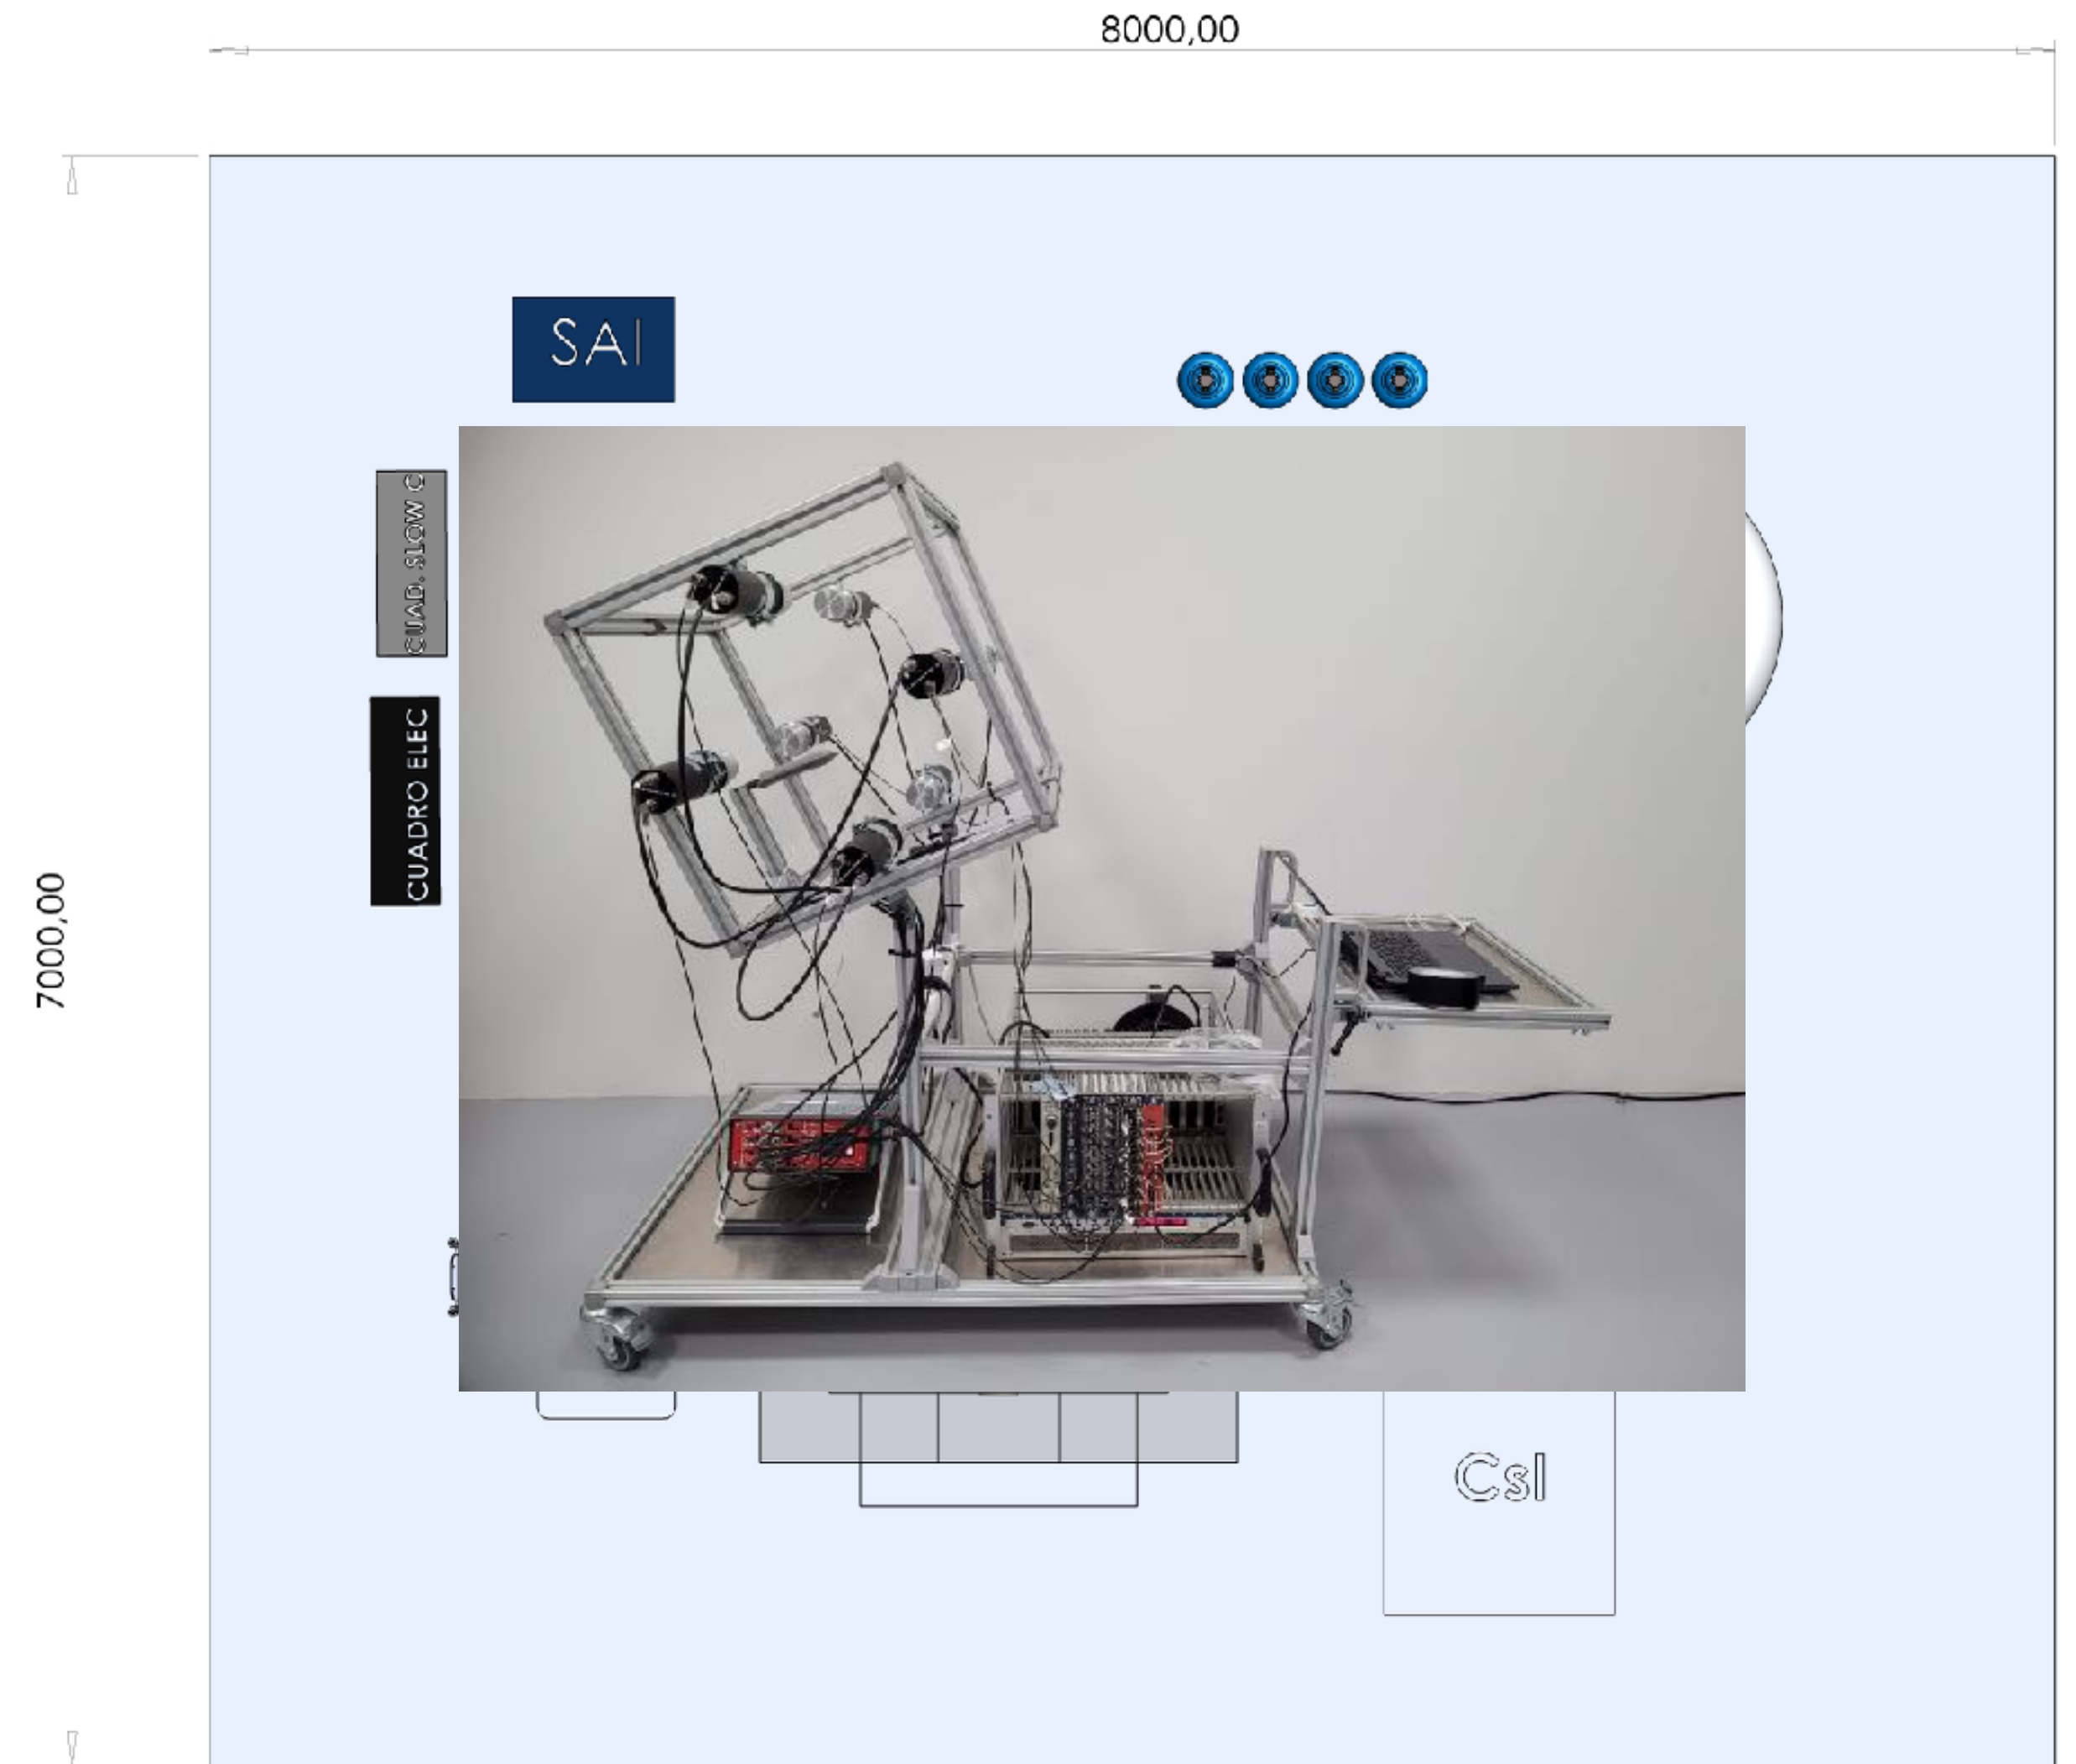 8000,00
SAI
CUAD. SLOW C
CUADRO ELEC
7000,00
CsI